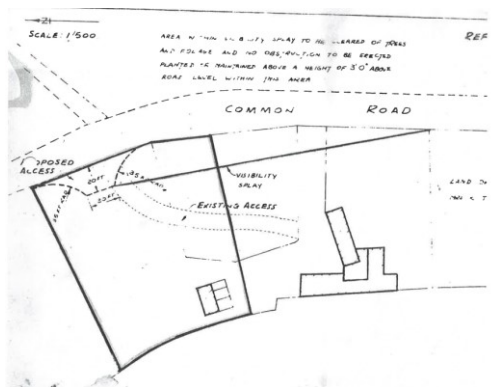 SCALE: 1/500
AREA WITHIN VISIBILITY SPLAY TO BE CLEARED OF TREES
AND FOLIAGE AND NO OBSTRUCTION TO BE ERECTED
PLANTED OR MAINTAINED ABOVE A HEIGHT OF 3'0" ABOVE
ROAD LEVEL WITHIN THIS AREA
REF
COMMON ROAD
PROPOSED
ACCESS
20FT
VISIBILITY
SPLAY
EXISTING ACCESS
LAND